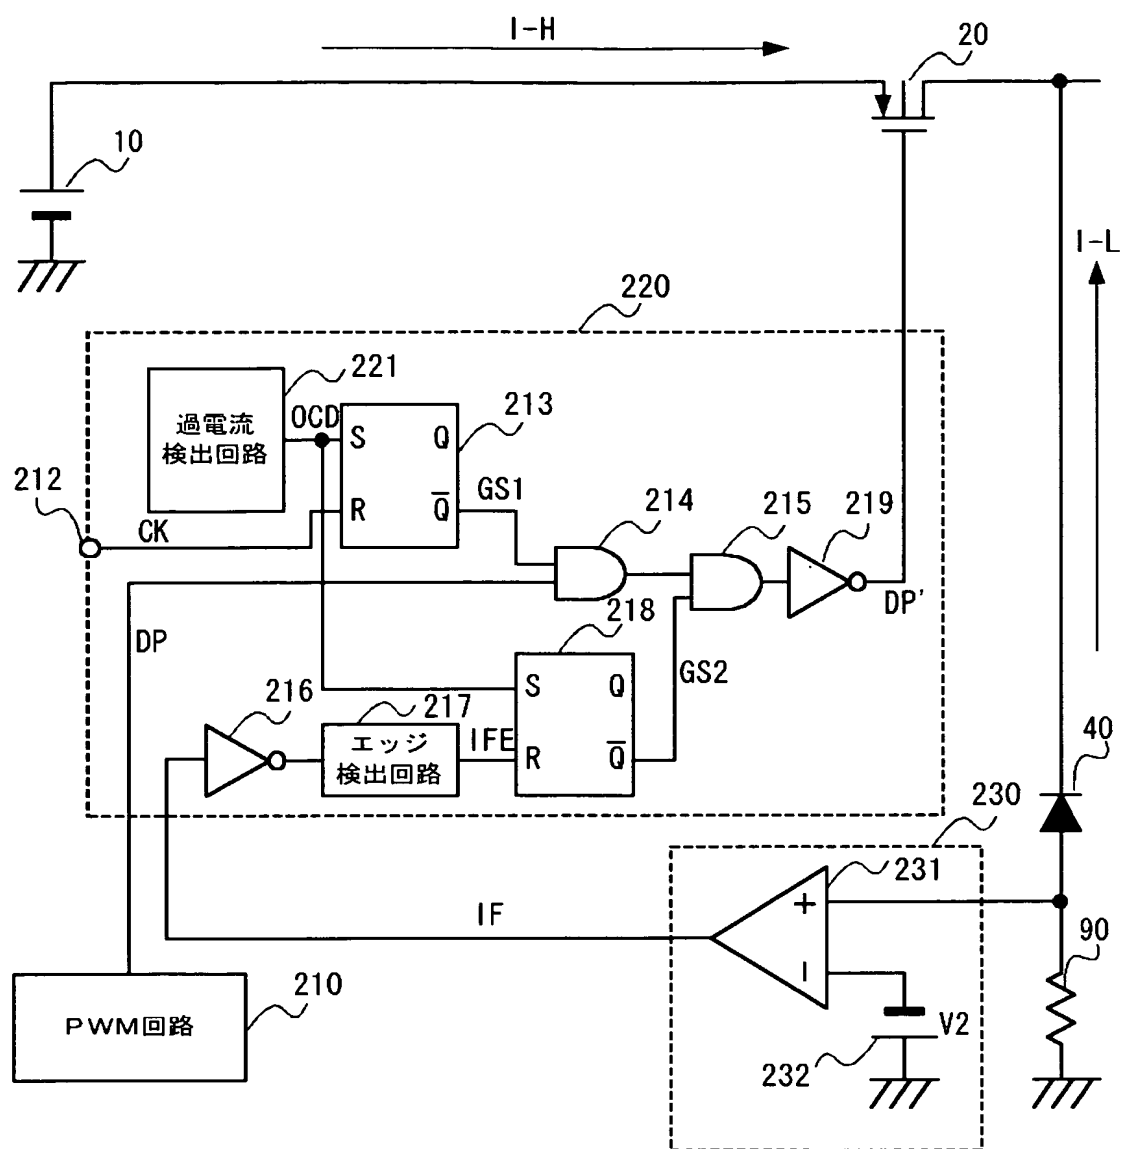 I-H
20
10
I-L
220
221
過電流
検出回路
OCD
S
Q
213
R
Q̅
GS1
212
CK
214
215
219
DP'
DP
218
GS2
S
Q
216
217
エッジ
検出回路
IFE
R
Q̅
40
230
231
+
IF
−
90
V2
232
210
PWM回路